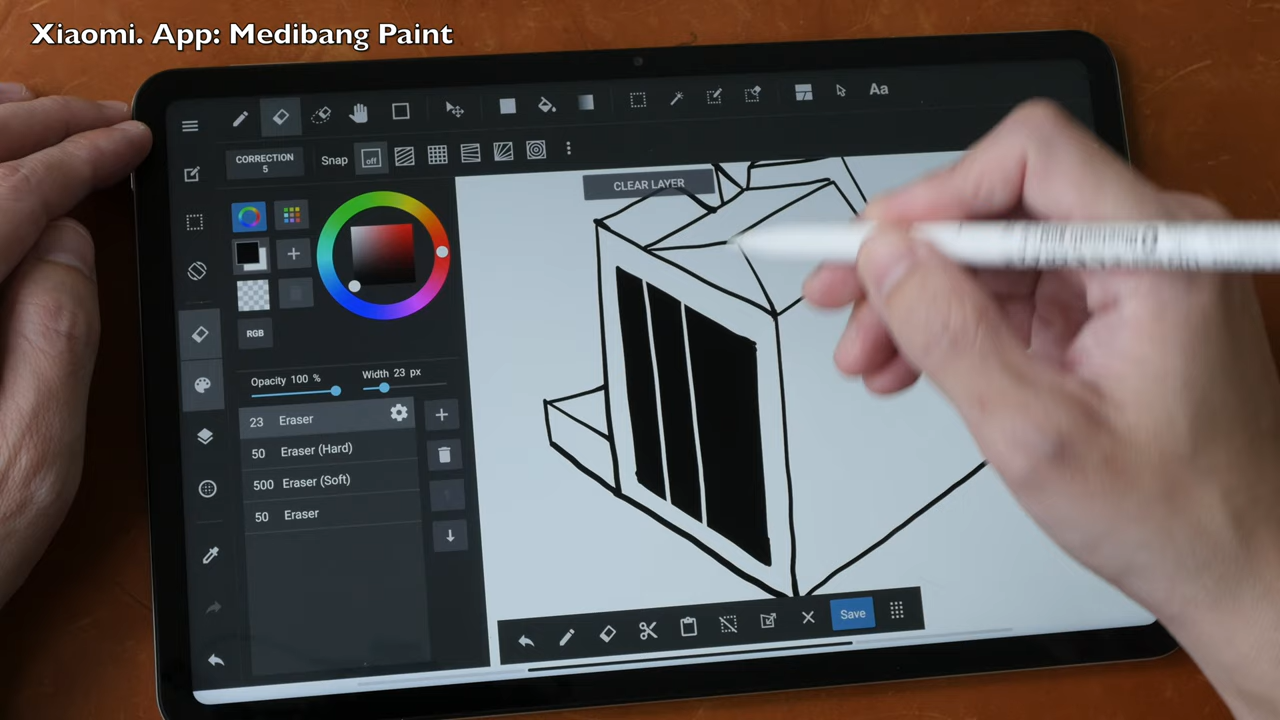 Xiaomi. App: Medibang Paint
Aa
CORRECTION
5
Snap
off
CLEAR LAYER
RGB
Opacity 100 %
Width 23 px
23 Eraser
50 Eraser (Hard)
500 Eraser (Soft)
50 Eraser
Save